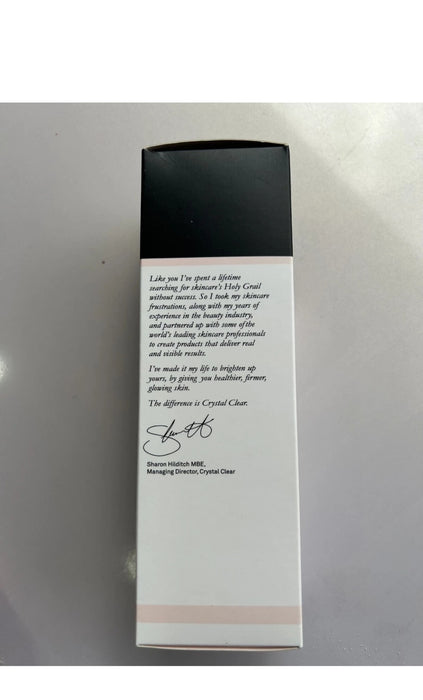 Like you I've spent a lifetime
searching for skincare's Holy Grail
without success. So I took my skincare
frustrations, along with my years of
experience in the beauty industry,
and partnered up with some of the
world's leading skincare professionals
to create products that deliver real
and visible results.
I've made it my life to brighten up
yours, by giving you healthier, firmer,
glowing skin.
The difference is Crystal Clear.
Sharon Hilditch MBE,
Managing Director, Crystal Clear